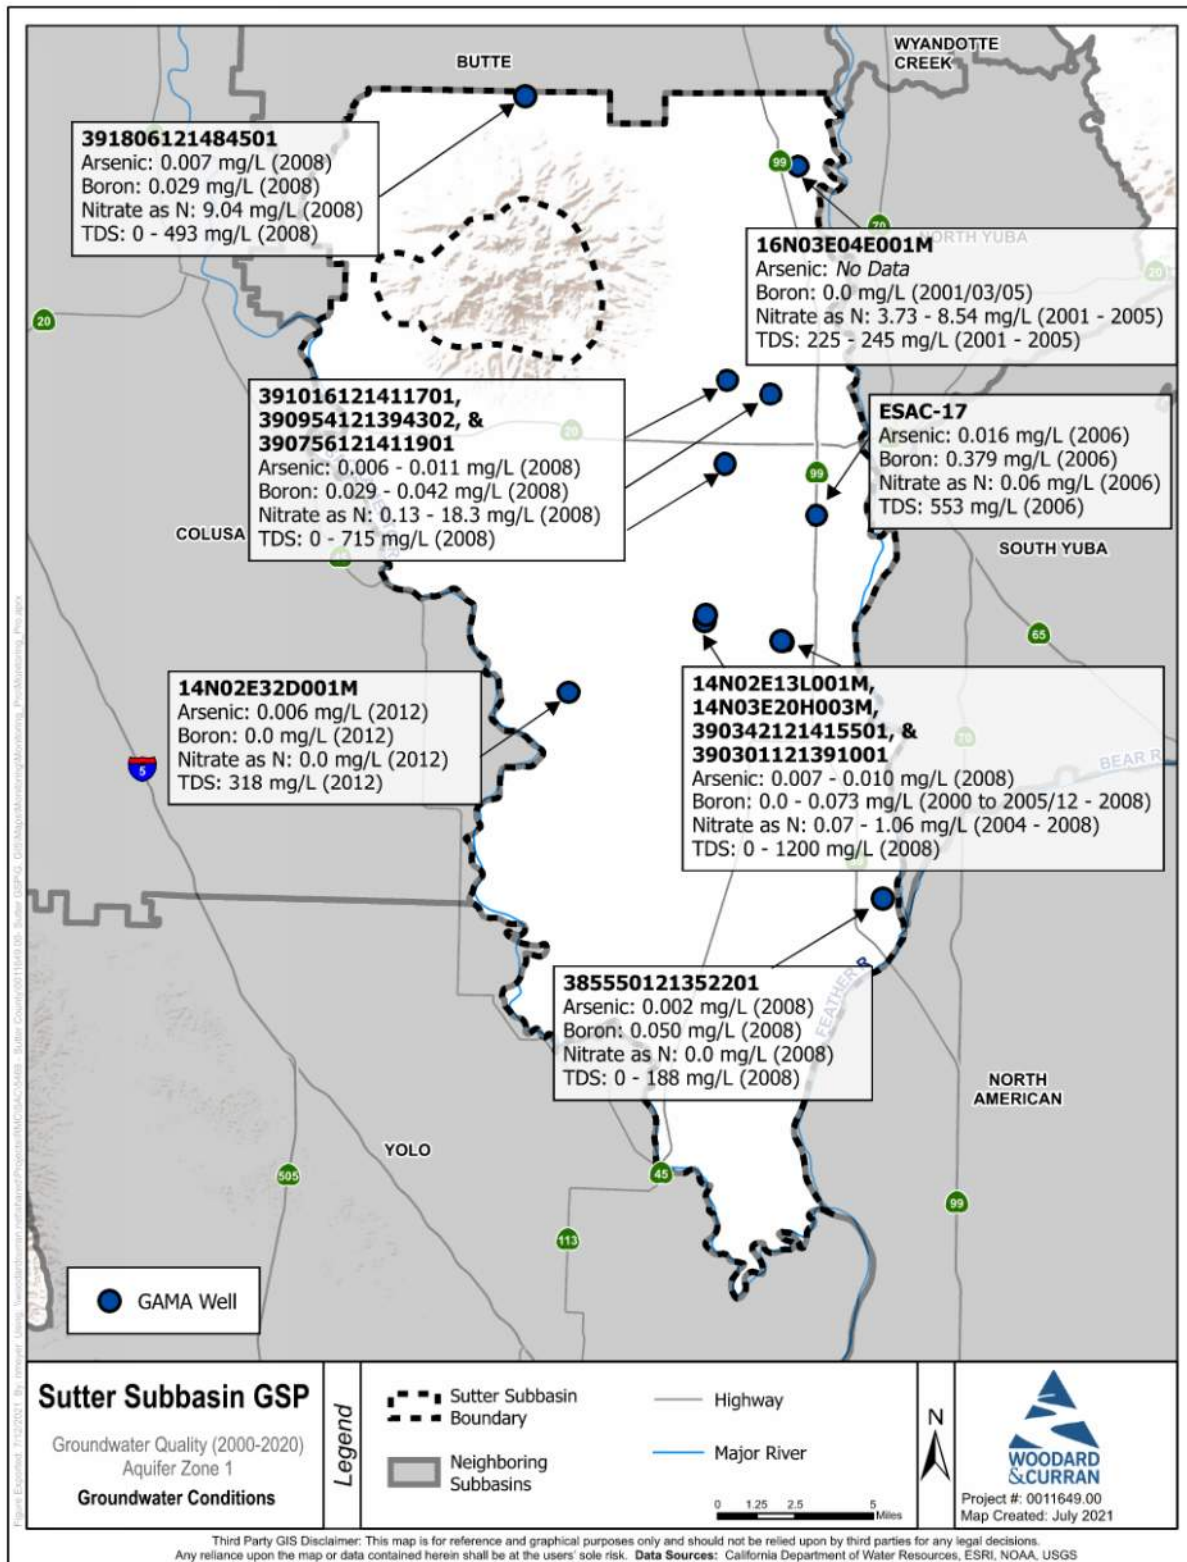 BUTTE
WYANDOTTE
CREEK
391806121484501
Arsenic: 0.007 mg/L (2008)
Boron: 0.029 mg/L (2008)
Nitrate as N: 9.04 mg/L (2008)
TDS: 0 - 493 mg/L (2008)
99
70
NORTH YUBA
20
16N03E04E001M
Arsenic: No Data
Boron: 0.0 mg/L (2001/03/05)
Nitrate as N: 3.73 - 8.54 mg/L (2001 - 2005)
TDS: 225 - 245 mg/L (2001 - 2005)
20
391016121411701,
390954121394302, &
390756121411901
Arsenic: 0.006 - 0.011 mg/L (2008)
Boron: 0.029 - 0.042 mg/L (2008)
Nitrate as N: 0.13 - 18.3 mg/L (2008)
TDS: 0 - 715 mg/L (2008)
20
ESAC-17
Arsenic: 0.016 mg/L (2006)
Boron: 0.379 mg/L (2006)
Nitrate as N: 0.06 mg/L (2006)
TDS: 553 mg/L (2006)
99
COLUSA
45
SOUTH YUBA
65
14N02E32D001M
Arsenic: 0.006 mg/L (2012)
Boron: 0.0 mg/L (2012)
Nitrate as N: 0.0 mg/L (2012)
TDS: 318 mg/L (2012)
5
14N02E13L001M,
14N03E20H003M,
390342121415501, &
390301121391001
Arsenic: 0.007 - 0.010 mg/L (2008)
Boron: 0.0 - 0.073 mg/L (2000 to 2005/12 - 2008)
Nitrate as N: 0.07 - 1.06 mg/L (2004 - 2008)
TDS: 0 - 1200 mg/L (2008)
70
BEAR R
385550121352201
Arsenic: 0.002 mg/L (2008)
Boron: 0.050 mg/L (2008)
Nitrate as N: 0.0 mg/L (2008)
TDS: 0 - 188 mg/L (2008)
FEATHER R
NORTH
AMERICAN
YOLO
505
45
99
113
GAMA Well
Sutter Subbasin GSP
Groundwater Quality (2000-2020)
Aquifer Zone 1
Groundwater Conditions
Legend
Sutter Subbasin
Boundary
Neighboring
Subbasins
Highway
Major River
0 1.25 2.5 5
Miles
N
WOODARD
&CURRAN
Project #: 0011649.00
Map Created: July 2021
Third Party GIS Disclaimer: This map is for reference and graphical purposes only and should not be relied upon by third parties for any legal decisions.
Any reliance upon the map or data contained herein shall be at the users' sole risk. Data Sources: California Department of Water Resources, ESRI, NOAA, USGS